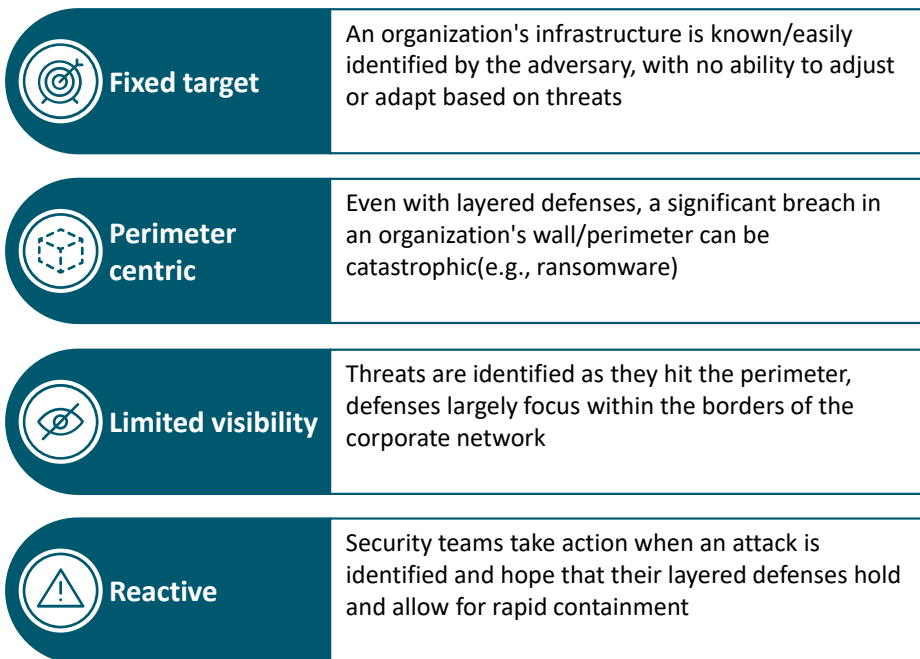 Fixed target
An organization's infrastructure is known/easily
identified by the adversary, with no ability to adjust
or adapt based on threats
Perimeter
centric
Even with layered defenses, a significant breach in
an organization's wall/perimeter can be
catastrophic(e.g., ransomware)
Limited visibility
Threats are identified as they hit the perimeter,
defenses largely focus within the borders of the
corporate network
Reactive
Security teams take action when an attack is
identified and hope that their layered defenses hold
and allow for rapid containment